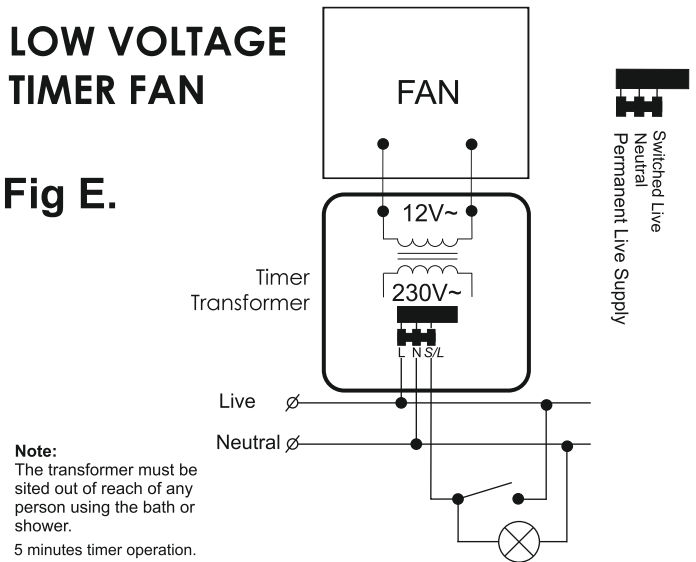 LOW VOLTAGE
TIMER FAN
Fig E.
FAN
12V~
230V~
Timer
Transformer
L N S/L
Live
Neutral
Switched Live
Neutral
Permanent Live Supply
Note:
The transformer must be
sited out of reach of any
person using the bath or
shower.
5 minutes timer operation.